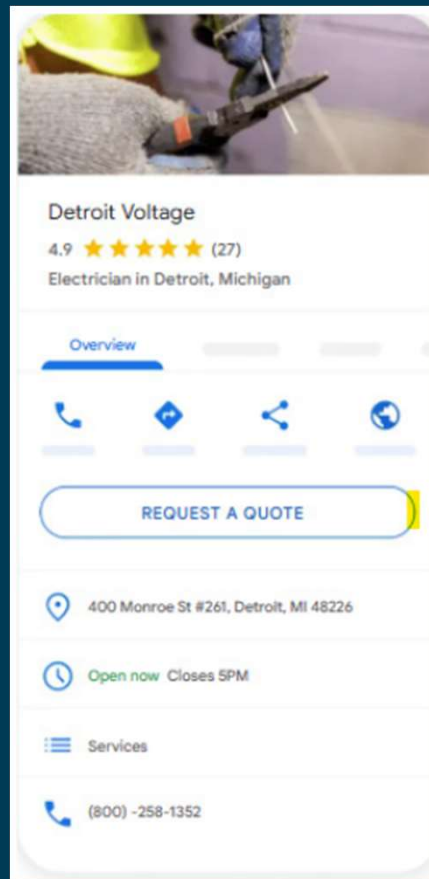 Detroit Voltage
4.9 ★★★★★ (27)
Electrician in Detroit, Michigan
Overview
REQUEST A QUOTE
400 Monroe St #261, Detroit, MI 48226
Open now Closes 5PM
Services
(800) -258-1352